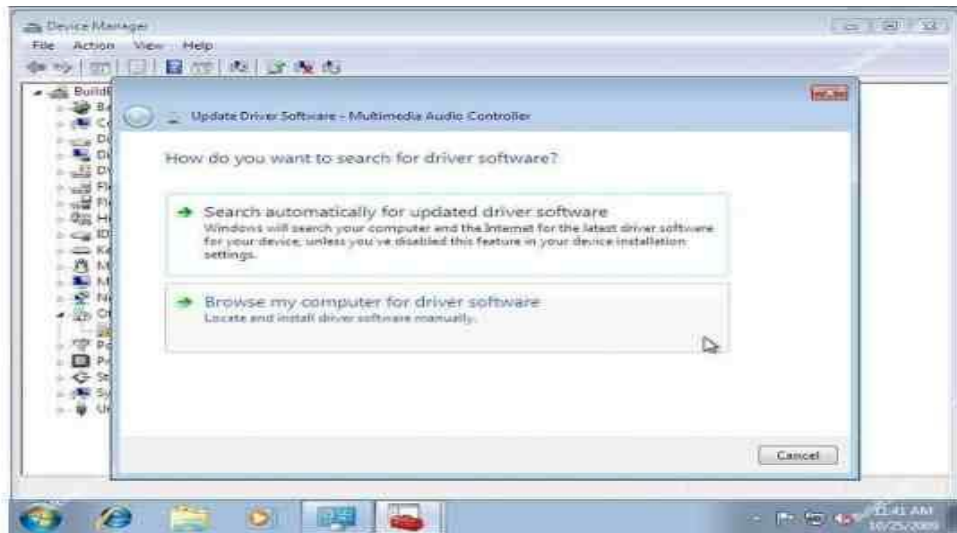 Device Manager
File Action View Help
Update Driver Software - Multimedia Audio Controller
How do you want to search for driver software?
Search automatically for updated driver software
Windows will search your computer and the Internet for the latest driver software
for your device, unless you've disabled this feature in your device installation
settings.
Browse my computer for driver software
Locate and install driver software manually.
Cancel
11:41 AM
10/25/2009